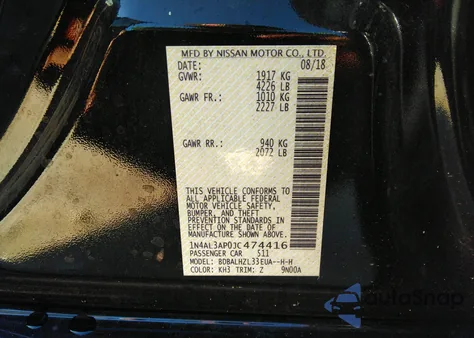 MFD BY NISSAN MOTOR CO., LTD.
DATE: 08/18
GVWR: 1917 KG
4226 LB
GAWR FR.: 1010 KG
2227 LB
GAWR RR.: 940 KG
2072 LB
THIS VEHICLE CONFORMS TO
ALL APPLICABLE FEDERAL
MOTOR VEHICLE SAFETY,
BUMPER, AND THEFT
PREVENTION STANDARDS IN
EFFECT ON THE DATE OF
MANUFACTURE SHOWN ABOVE.
1N4AL3AP0JC474416
PASSENGER CAR S11
MODEL: BDBALHZL33EUA--H-H
COLOR: KH3 TRIM: Z 9N00A
AutoSnap